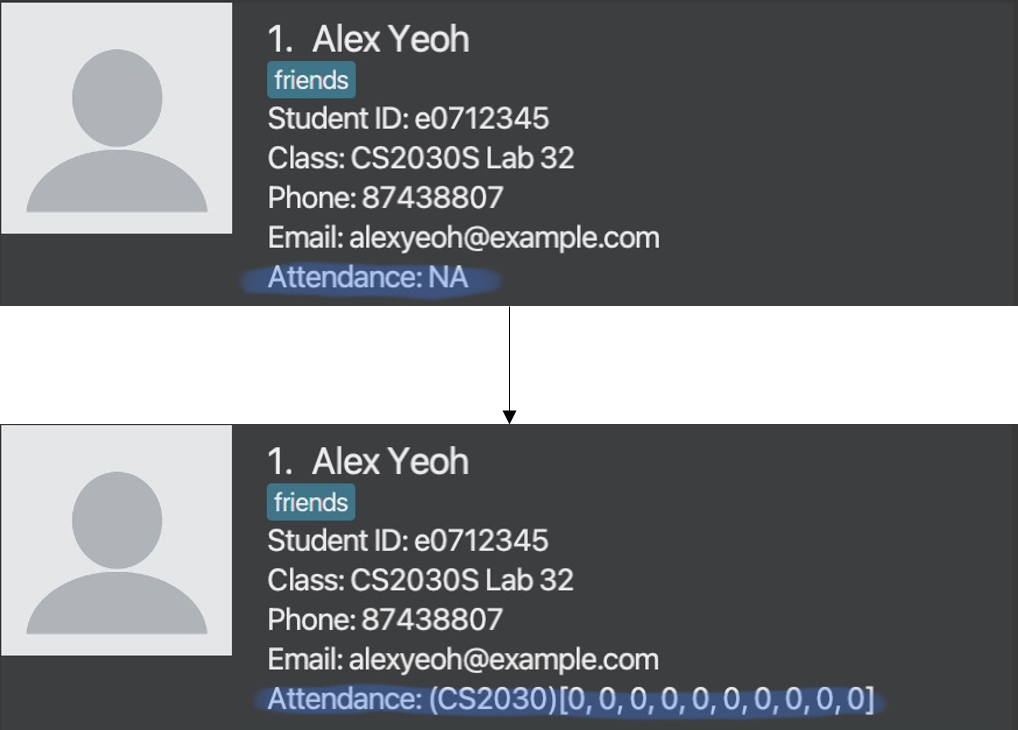 1. Alex Yeoh
friends
Student ID: e0712345
Class: CS2030S Lab 32
Phone: 87438807
Email: alexyeoh@example.com
Attendance: NA
1. Alex Yeoh
friends
Student ID: e0712345
Class: CS2030S Lab 32
Phone: 87438807
Email: alexyeoh@example.com
Attendance: (CS2030)[0, 0, 0, 0, 0, 0, 0, 0, 0, 0]